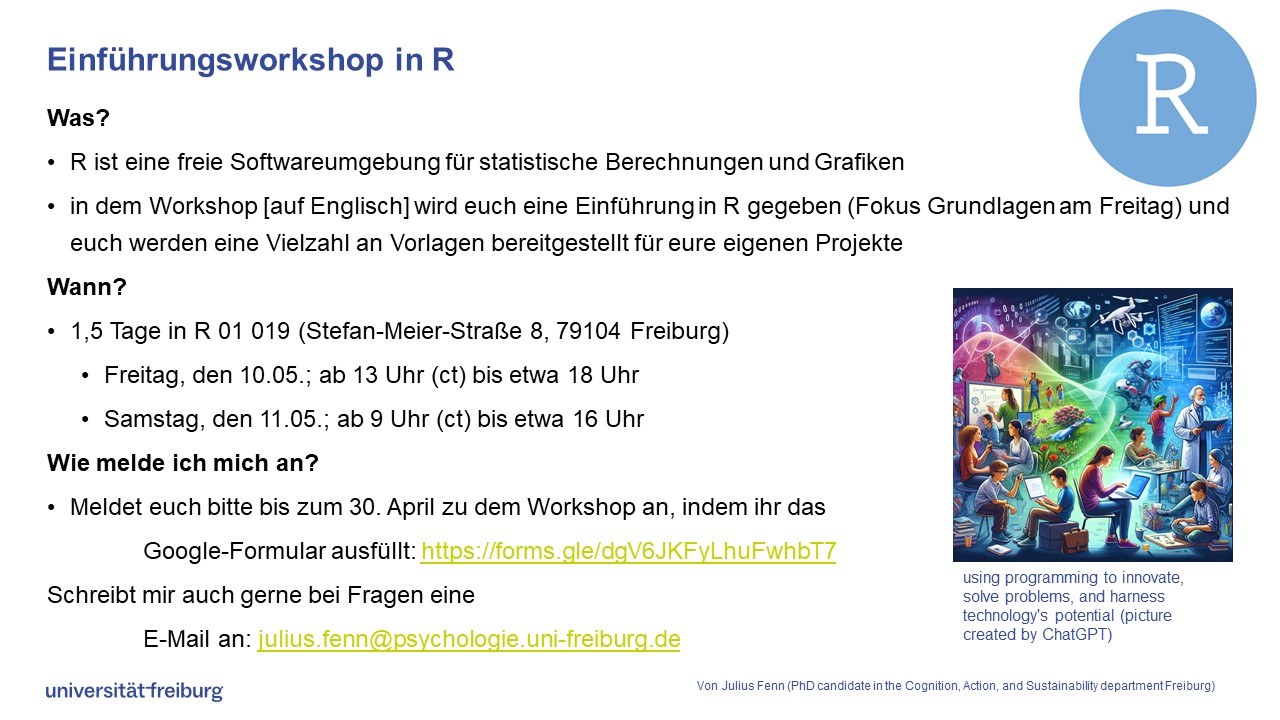 Einführungsworkshop in R
R
Was?
• R ist eine freie Softwareumgebung für statistische Berechnungen und Grafiken
• in dem Workshop [auf Englisch] wird euch eine Einführung in R gegeben (Fokus Grundlagen am Freitag) und
euch werden eine Vielzahl an Vorlagen bereitgestellt für eure eigenen Projekte
Wann?
• 1,5 Tage in R 01 019 (Stefan-Meier-Straße 8, 79104 Freiburg)
• Freitag, den 10.05.; ab 13 Uhr (ct) bis etwa 18 Uhr
• Samstag, den 11.05.; ab 9 Uhr (ct) bis etwa 16 Uhr
Wie melde ich mich an?
• Meldet euch bitte bis zum 30. April zu dem Workshop an, indem ihr das
Google-Formular ausfüllt: https://forms.gle/dgV6JKFyLhuFwhbT7
Schreibt mir auch gerne bei Fragen eine
E-Mail an: julius.fenn@psychologie.uni-freiburg.de
using programming to innovate,
solve problems, and harness
technology's potential (picture
created by ChatGPT)
universität freiburg
Von Julius Fenn (PhD candidate in the Cognition, Action, and Sustainability department Freiburg)